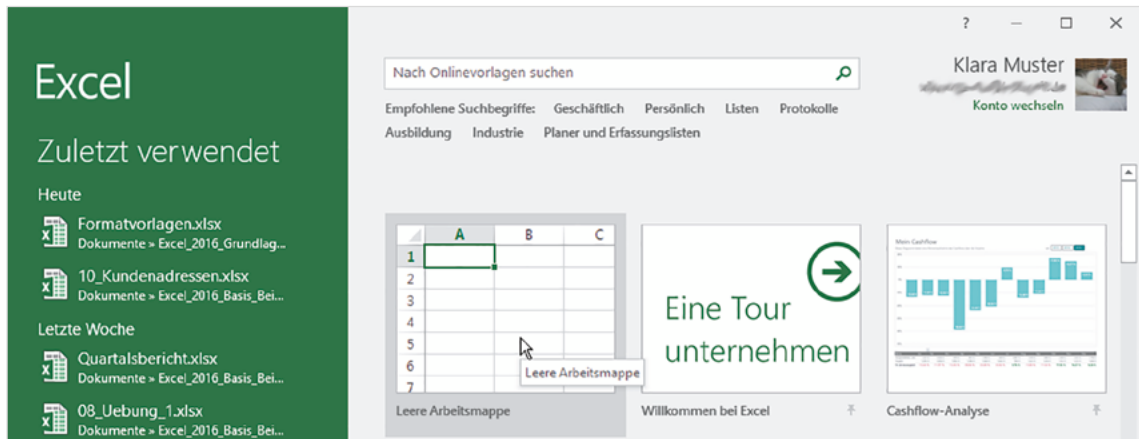 ?
Excel
Zuletzt verwendet
Heute
Formatvorlagen.xlsx
Dokumente » Excel_2016_Grundlag...
10_Kundenadressen.xlsx
Dokumente » Excel_2016_Basis_Bei...
Letzte Woche
Quartalsbericht.xlsx
Dokumente » Excel_2016_Basis_Bei...
08_Uebung_1.xlsx
Dokumente » Excel_2016_Basis_Bei...
Nach Onlinevorlagen suchen
Klara Muster
Konto wechseln
Empfohlene Suchbegriffe: Geschäftlich Persönlich Listen Protokolle
Ausbildung Industrie Planer und Erfassungslisten
A B C
1
2
3
4
5
6
7
Leere Arbeitsmappe
Leere Arbeitsmappe
Eine Tour
unternehmen
Willkommen bei Excel
Mein Cashflow
Cashflow-Analyse